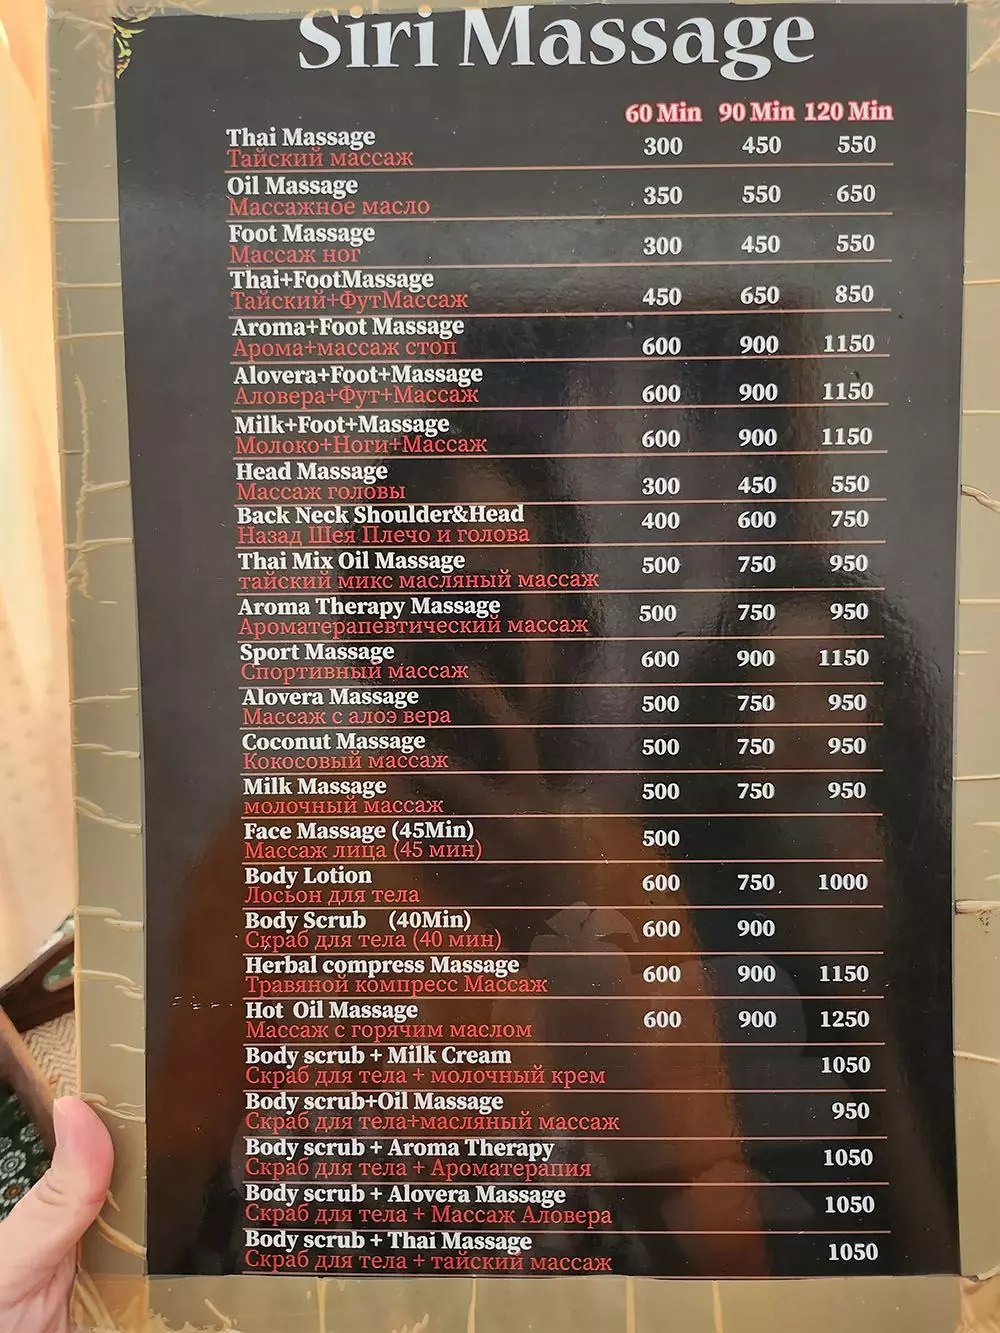 Siri Massage
60 Min 90 Min 120 Min
Thai Massage 300 450 550
Тайский массаж
Oil Massage 350 550 650
Массажное масло
Foot Massage 300 450 550
Массаж ног
Thai+FootMassage 450 650 850
Тайский+ФутМассаж
Aroma+Foot Massage 600 900 1150
Арома+массаж стоп
Alovera+Foot+Massage 600 900 1150
Аловера+Фут+Массаж
Milk+Foot+Massage 600 900 1150
Молоко+Ноги+Массаж
Head Massage 300 450 550
Массаж головы
Back Neck Shoulder&Head 400 600 750
Назад Шея Плечо и голова
Thai Mix Oil Massage 500 750 950
тайский микс масляный массаж
Aroma Therapy Massage 500 750 950
Ароматерапевтический массаж
Sport Massage 600 900 1150
Спортивный массаж
Alovera Massage 500 750 950
Массаж с алоэ вера
Coconut Massage 500 750 950
Кокосовый массаж
Milk Massage 500 750 950
молочный массаж
Face Massage (45Min) 500
Массаж лица (45 мин)
Body Lotion 600 750 1000
Лосьон для тела
Body Scrub (40Min) 600 900
Скраб для тела (40 мин)
Herbal compress Massage 600 900 1150
Травяной компресс Массаж
Hot Oil Massage 600 900 1250
Массаж с горячим маслом
Body scrub + Milk Cream 1050
Скраб для тела + молочный крем
Body scrub+Oil Massage 950
Скраб для тела+масляный массаж
Body scrub + Aroma Therapy 1050
Скраб для тела + Ароматерапия
Body scrub + Alovera Massage 1050
Скраб для тела + Массаж Аловера
Body scrub + Thai Massage 1050
Скраб для тела + тайский массаж